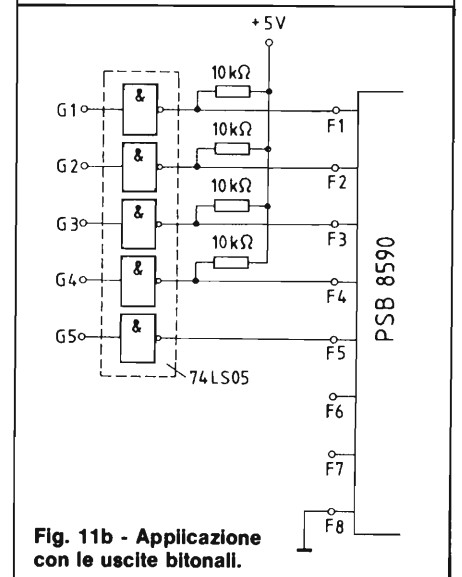 +5V
10kΩ
G1
&
F1
10kΩ
G2
&
F2
10kΩ
G3
&
F3
10kΩ
G4
&
F4
G5
&
F5
PSB 8590
74LS05
F6
F7
F8
Fig. 11b - Applicazione
con le uscite bitonali.